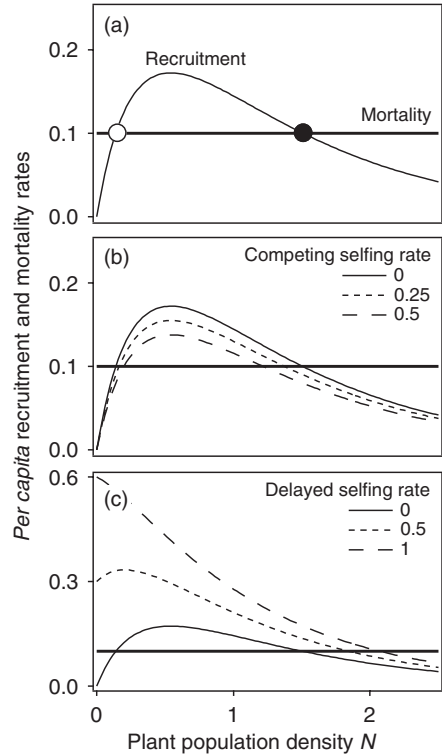 Per capita recruitment and mortality rates
(a)
Recruitment
Mortality
0.2
0.1
0.0
(b)
Competing selfing rate
0
0.25
0.5
0.2
0.1
0.0
(c)
Delayed selfing rate
0
0.5
1
0.6
0.3
0.0
0 1 2
Plant population density N